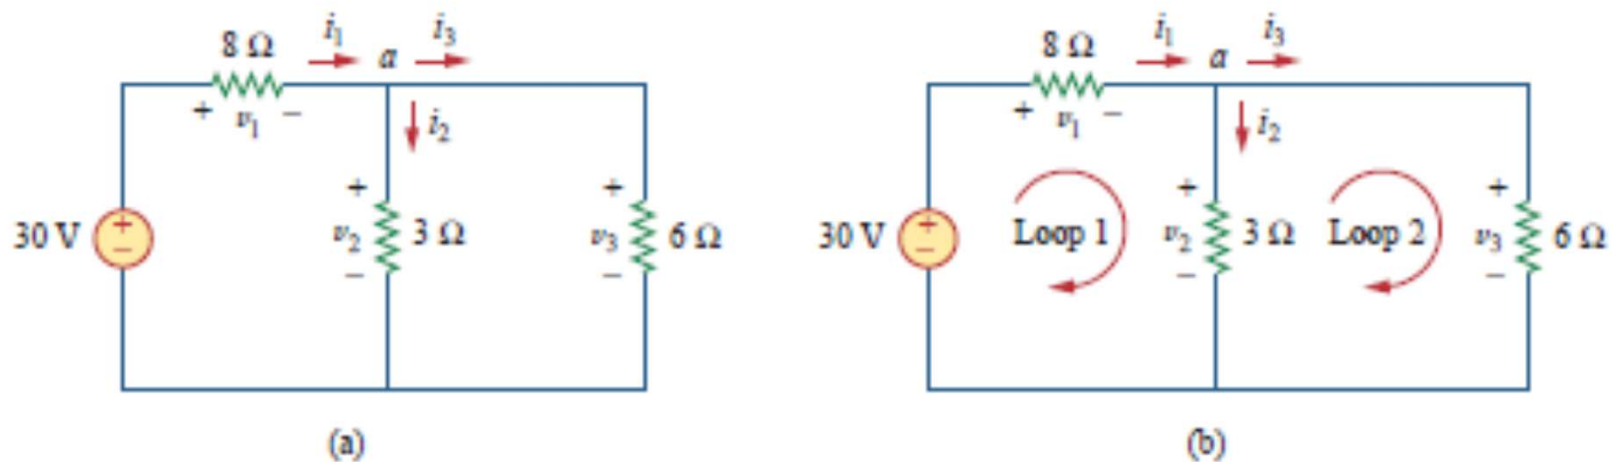 8 Ω i₁ a i₃
+ v₁ − i₂
30 V + −
+ v₂ − 3 Ω
+ v₃ − 6 Ω
(a)
8 Ω i₁ a i₃
+ v₁ − i₂
30 V + −
Loop 1
+ v₂ − 3 Ω
Loop 2
+ v₃ − 6 Ω
(b)